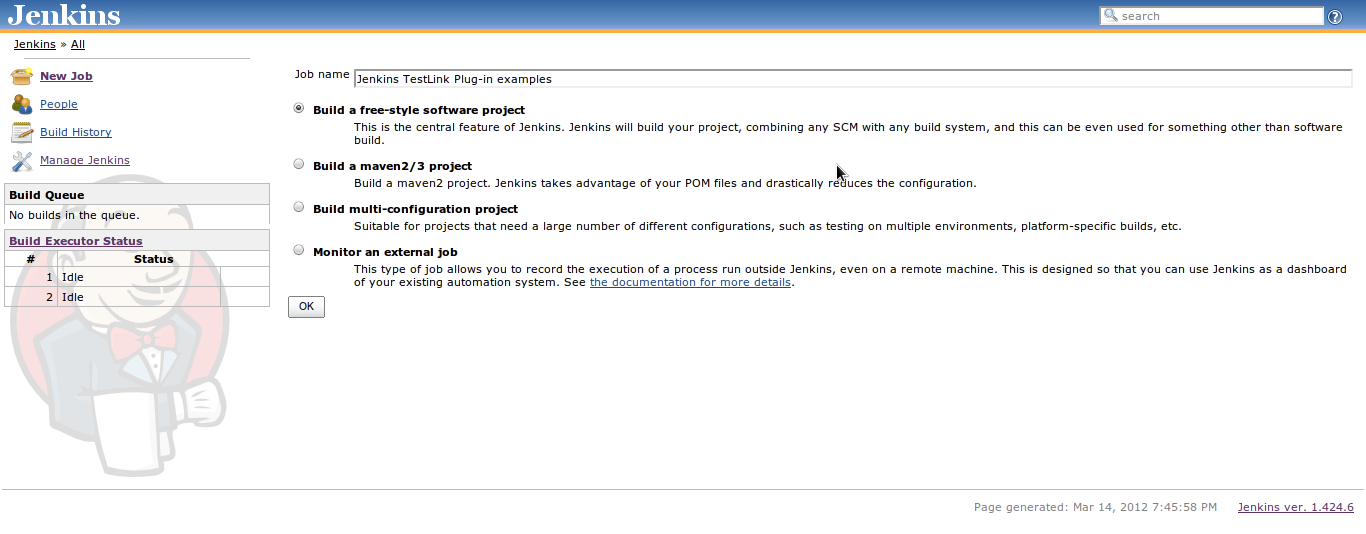 Jenkins
search
Jenkins » All
New Job
People
Build History
Manage Jenkins
Build Queue
No builds in the queue.
Build Executor Status
# Status
1 Idle
2 Idle
Job name Jenkins TestLink Plug-in examples
Build a free-style software project
This is the central feature of Jenkins. Jenkins will build your project, combining any SCM with any build system, and this can be even used for something other than software
build.
Build a maven2/3 project
Build a maven2 project. Jenkins takes advantage of your POM files and drastically reduces the configuration.
Build multi-configuration project
Suitable for projects that need a large number of different configurations, such as testing on multiple environments, platform-specific builds, etc.
Monitor an external job
This type of job allows you to record the execution of a process run outside Jenkins, even on a remote machine. This is designed so that you can use Jenkins as a dashboard
of your existing automation system. See the documentation for more details.
OK
Page generated: Mar 14, 2012 7:45:58 PM Jenkins ver. 1.424.6